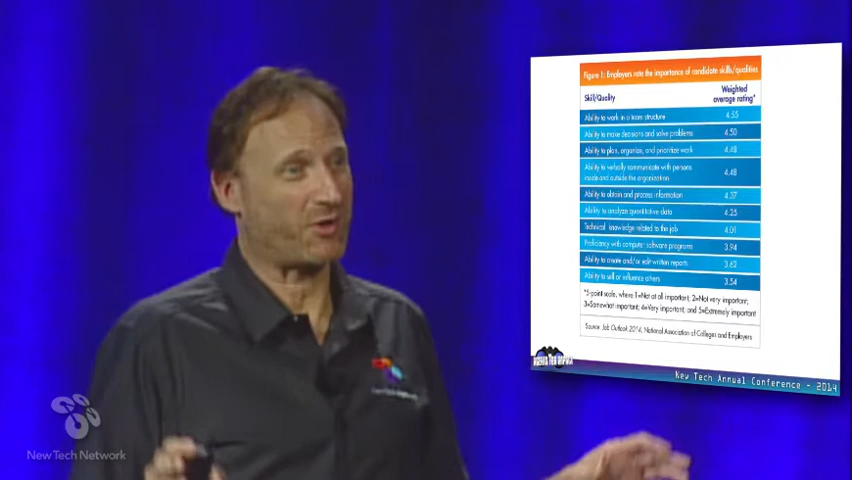 Figure 1: Employers rate the importance of candidate skills/qualities
Skill/Quality
Weighted
average rating*
Ability to work in a team structure 4.55
Ability to make decisions and solve problems 4.50
Ability to plan, organize, and prioritize work 4.48
Ability to verbally communicate with persons
inside and outside the organization 4.48
Ability to obtain and process information 4.37
Ability to analyze quantitative data 4.25
Technical knowledge related to the job 4.01
Proficiency with computer software programs 3.94
Ability to create and/or edit written reports 3.62
Ability to sell or influence others 3.54
*5-point scale, where 1=Not at all important; 2=Not very important;
3=Somewhat important; 4=Very important; and 5=Extremely important
Source: Job Outlook 2014, National Association of Colleges and Employers
New Tech Annual Conference - 2014
New Tech Network
New Tech Network